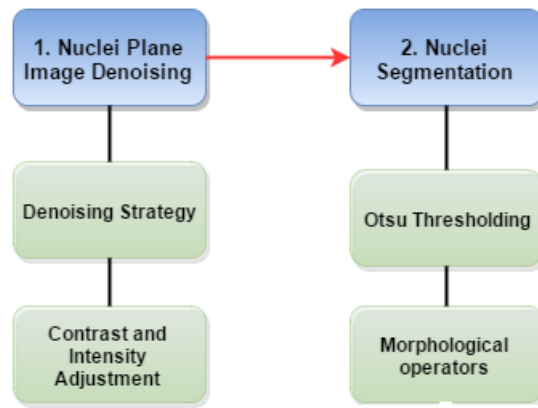 1. Nuclei Plane
Image Denoising
2. Nuclei
Segmentation
Denoising Strategy
Otsu Thresholding
Contrast and
Intensity
Adjustment
Morphological
operators